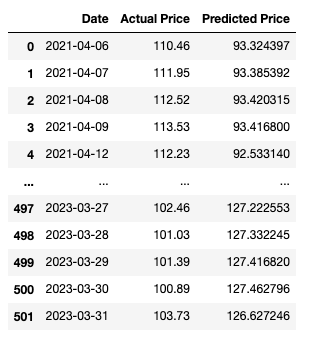 Date Actual Price Predicted Price
0 2021-04-06 110.46 93.324397
1 2021-04-07 111.95 93.385392
2 2021-04-08 112.52 93.420315
3 2021-04-09 113.53 93.416800
4 2021-04-12 112.23 92.533140
... ... ... ...
497 2023-03-27 102.46 127.222553
498 2023-03-28 101.03 127.332245
499 2023-03-29 101.39 127.416820
500 2023-03-30 100.89 127.462796
501 2023-03-31 103.73 126.627246